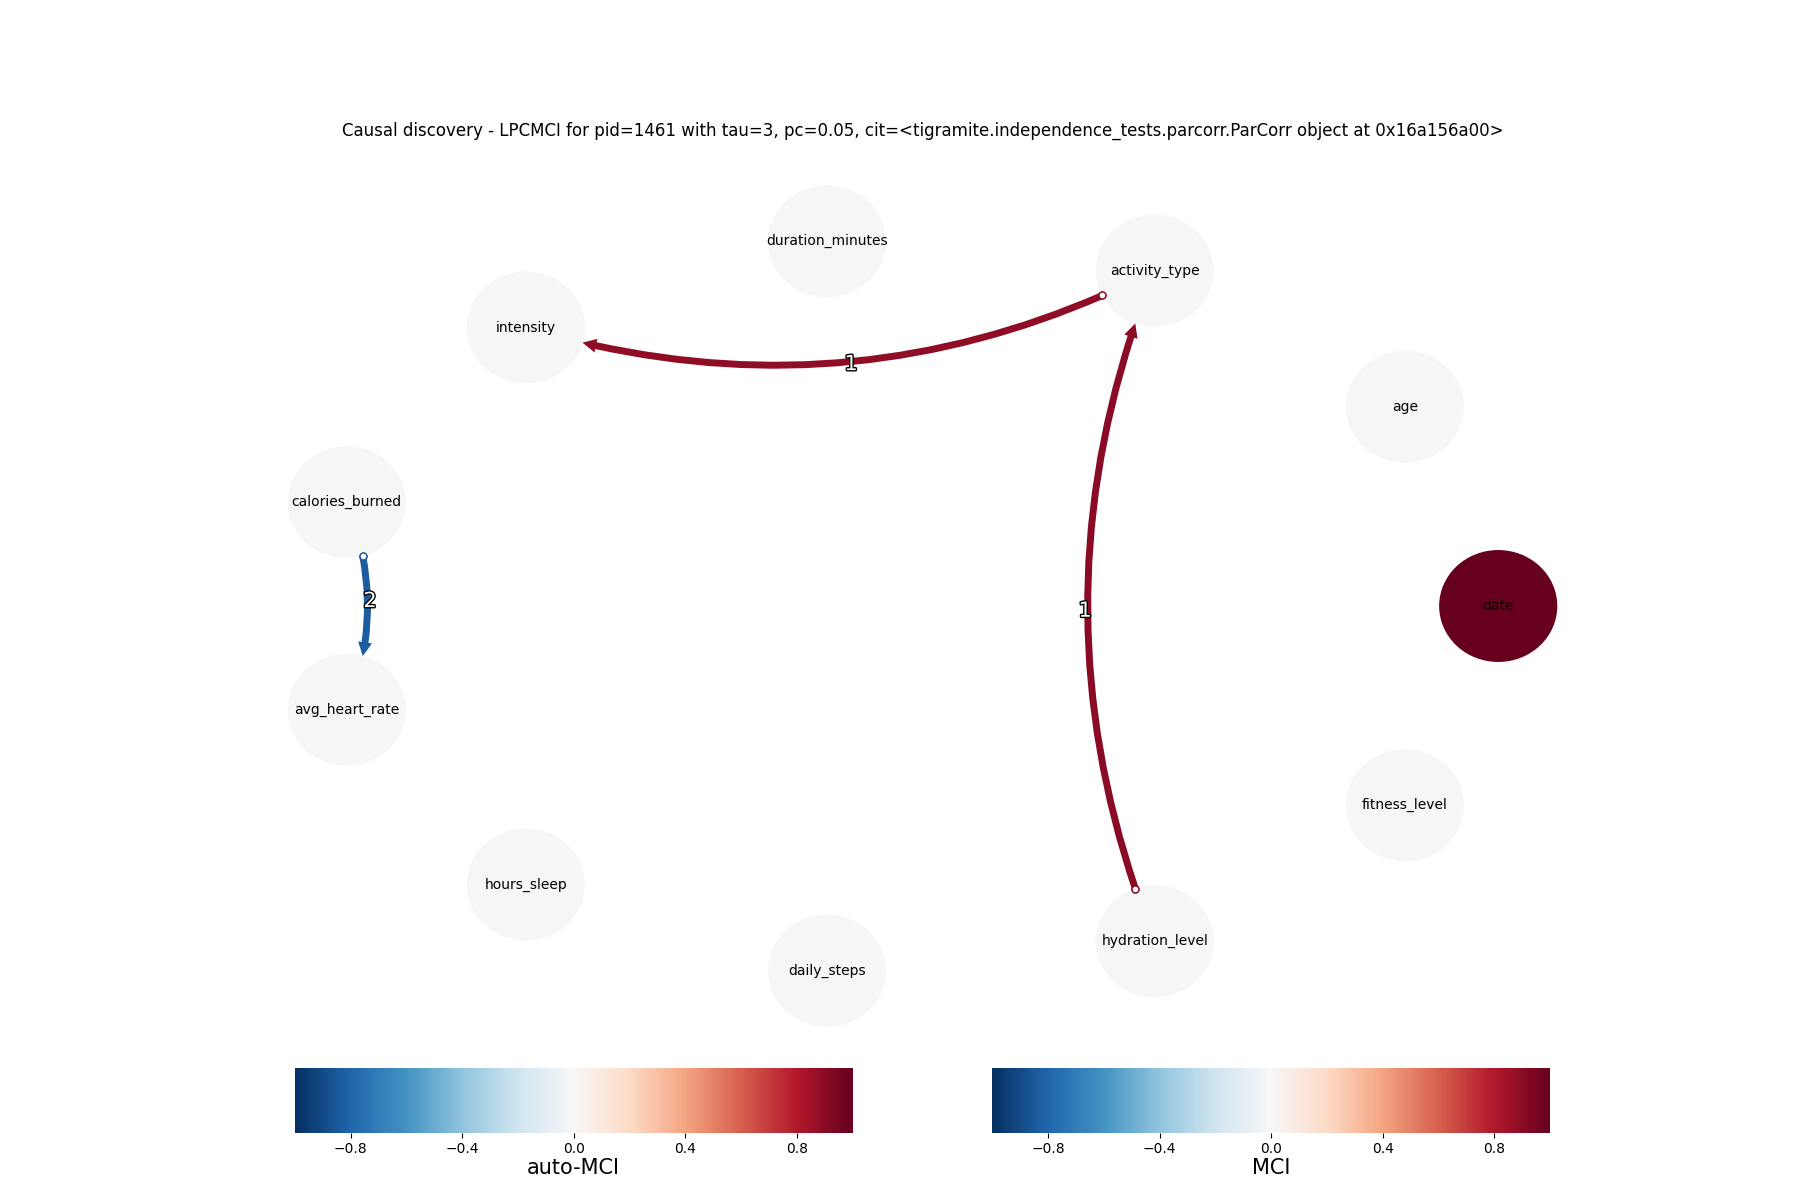 Causal discovery - LPCMCI for pid=1461 with tau=3, pc=0.05, cit=<tigramite.independence_tests.parcorr.ParCorr object at 0x16a156a00>
duration_minutes
activity_type
intensity
1
age
calories_burned
2
date
1
avg_heart_rate
fitness_level
hours_sleep
hydration_level
daily_steps
−0.8 −0.4 0.0 0.4 0.8
auto-MCI
−0.8 −0.4 0.0 0.4 0.8
MCI